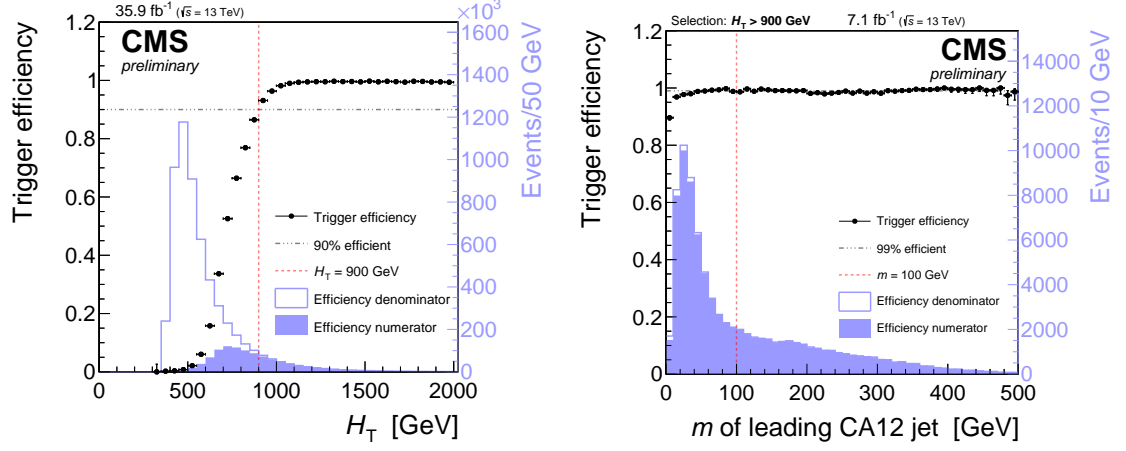 35.9 fb-1 (√s = 13 TeV)
×10³
CMS
preliminary
Trigger efficiency
Events/50 GeV
1.2
1
0.8
0.6
0.4
0.2
0
1600
1400
1200
1000
800
600
400
200
0
Trigger efficiency
90% efficient
HT = 900 GeV
Efficiency denominator
Efficiency numerator
0 500 1000 1500 2000
HT [GeV]
Selection: HT > 900 GeV 7.1 fb-1 (√s = 13 TeV)
CMS
preliminary
Trigger efficiency
Events/10 GeV
1.2
1
0.8
0.6
0.4
0.2
0
14000
12000
10000
8000
6000
4000
2000
0
Trigger efficiency
99% efficient
m = 100 GeV
Efficiency denominator
Efficiency numerator
0 100 200 300 400 500
m of leading CA12 jet [GeV]